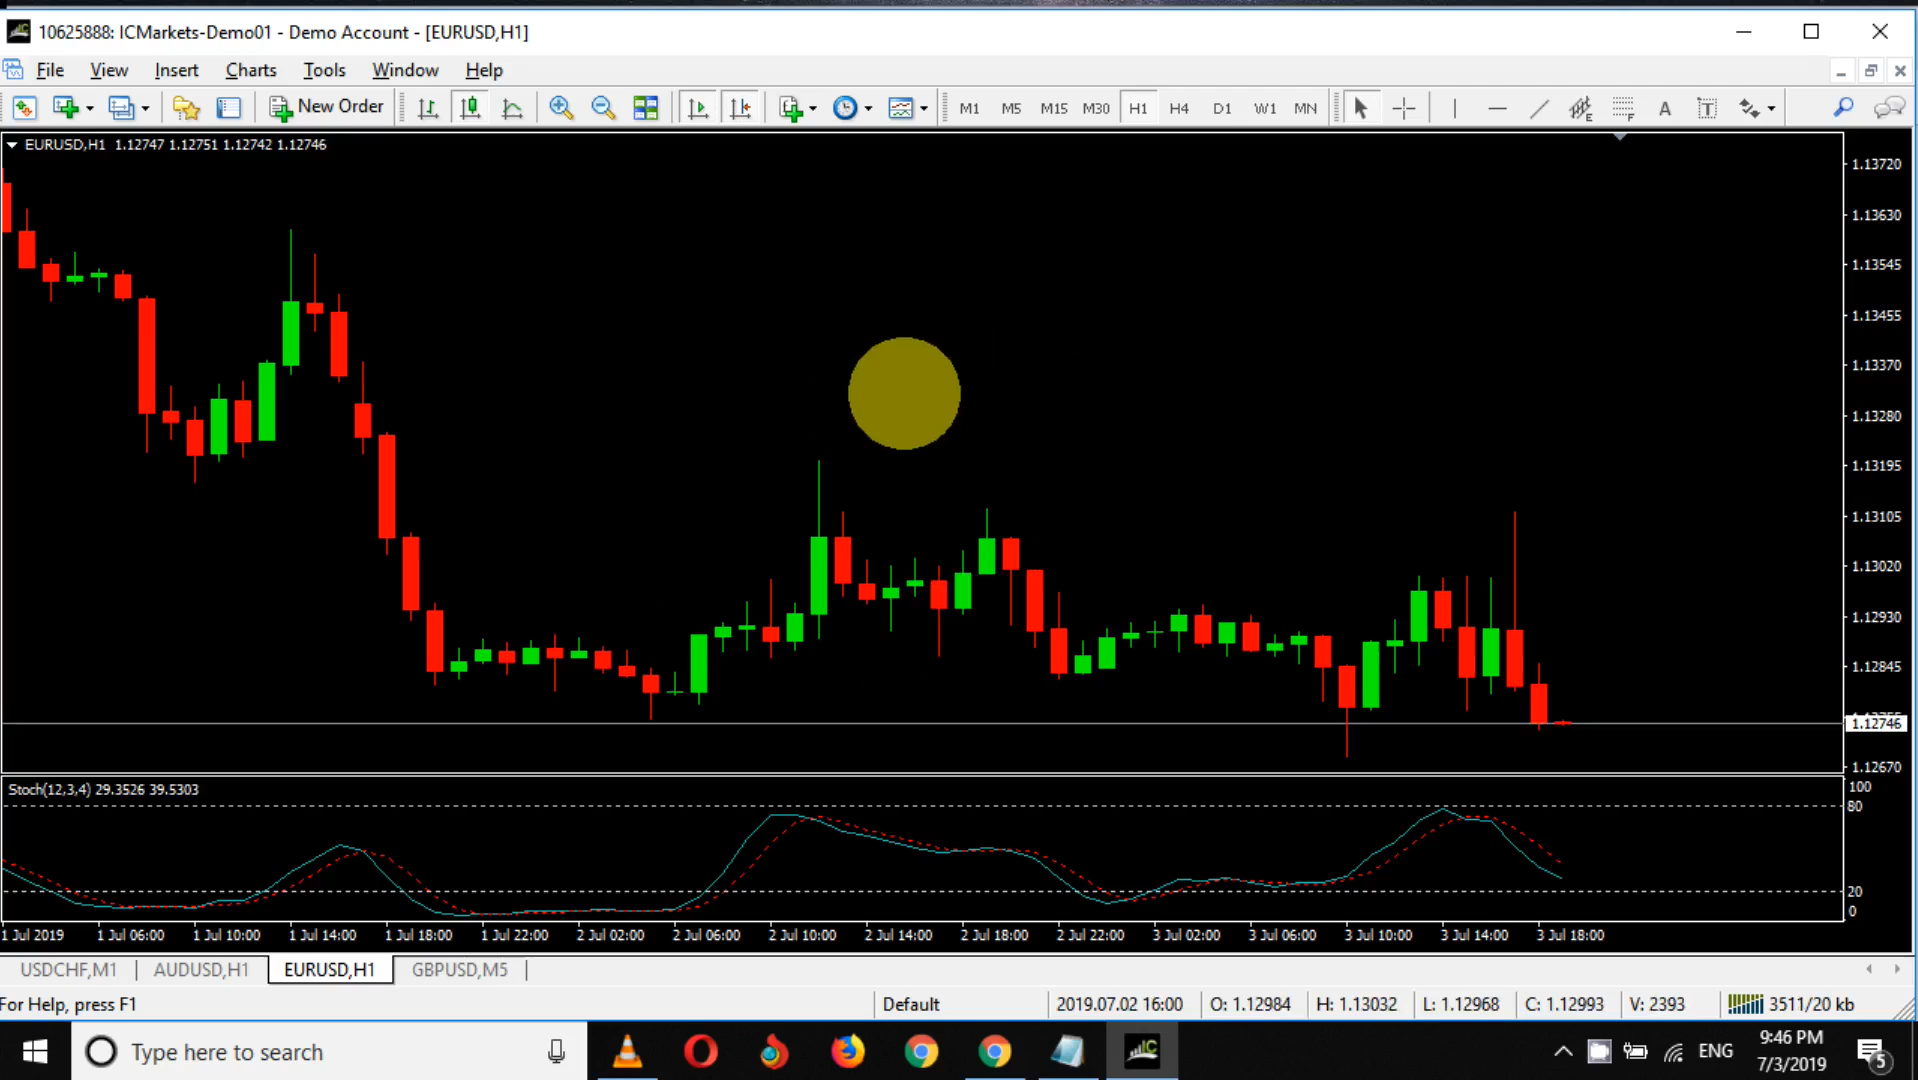 10625888: ICMarkets-Demo01 - Demo Account - [EURUSD,H1]
File View Insert Charts Tools Window Help
New Order M1 M5 M15 M30 H1 H4 D1 W1 MN A T
EURUSD,H1 1.12747 1.12751 1.12742 1.12746
1.13720
1.13630
1.13545
1.13455
1.13370
1.13280
1.13195
1.13105
1.13020
1.12930
1.12845
1.12746
1.12670
Stoch(12,3,4) 29.3526 39.5303
100
80
20
0
1 Jul 2019 1 Jul 06:00 1 Jul 10:00 1 Jul 14:00 1 Jul 18:00 1 Jul 22:00 2 Jul 02:00 2 Jul 06:00 2 Jul 10:00 2 Jul 14:00 2 Jul 18:00 2 Jul 22:00 3 Jul 02:00 3 Jul 06:00 3 Jul 10:00 3 Jul 14:00 3 Jul 18:00
USDCHF,M1 AUDUSD,H1 EURUSD,H1 GBPUSD,M5
For Help, press F1 Default 2019.07.02 16:00 O: 1.12984 H: 1.13032 L: 1.12968 C: 1.12993 V: 2393 3511/20 kb
Type here to search IC ENG 9:46 PM
7/3/2019 5